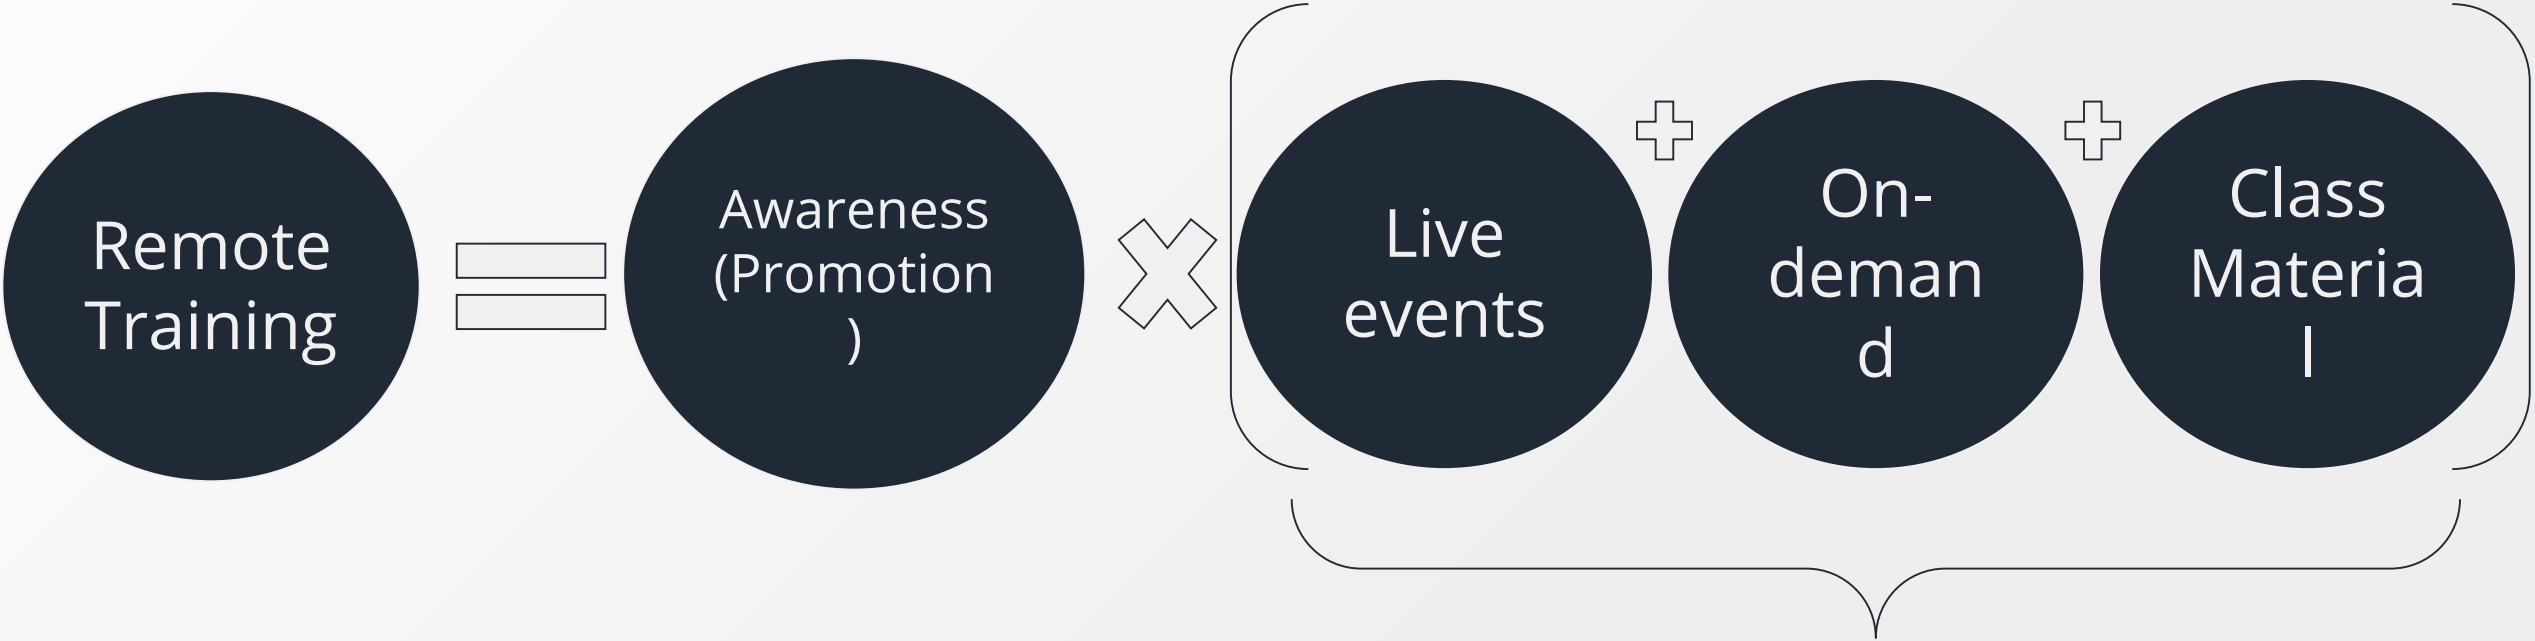 Remote
Training
Awareness
(Promotion
)
Live
events
On-
deman
d
Class
Materia
l